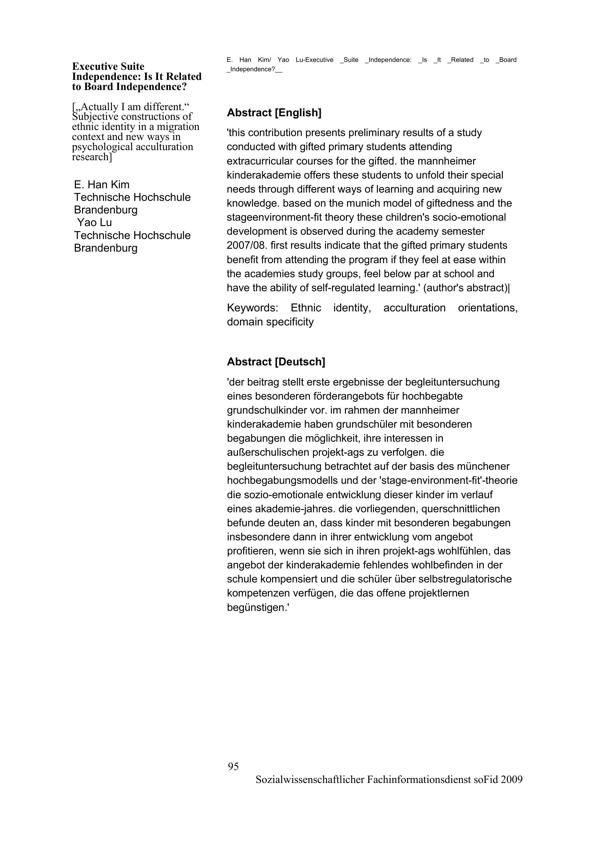 E. Han Kim/ Yao Lu-Executive _Suite _Independence: _Is _It _Related _to _Board
_Independence?__
Executive Suite
Independence: Is It Related
to Board Independence?
[„Actually I am different.“
Subjective constructions of
ethnic identity in a migration
context and new ways in
psychological acculturation
research]
E. Han Kim
Technische Hochschule
Brandenburg
Yao Lu
Technische Hochschule
Brandenburg
Abstract [English]
'this contribution presents preliminary results of a study
conducted with gifted primary students attending
extracurricular courses for the gifted. the mannheimer
kinderakademie offers these students to unfold their special
needs through different ways of learning and acquiring new
knowledge. based on the munich model of giftedness and the
stageenvironment-fit theory these children's socio-emotional
development is observed during the academy semester
2007/08. first results indicate that the gifted primary students
benefit from attending the program if they feel at ease within
the academies study groups, feel below par at school and
have the ability of self-regulated learning.' (author's abstract)|
Keywords: Ethnic identity, acculturation orientations,
domain specificity
Abstract [Deutsch]
'der beitrag stellt erste ergebnisse der begleituntersuchung
eines besonderen förderangebots für hochbegabte
grundschulkinder vor. im rahmen der mannheimer
kinderakademie haben grundschüler mit besonderen
begabungen die möglichkeit, ihre interessen in
außerschulischen projekt-ags zu verfolgen. die
begleituntersuchung betrachtet auf der basis des münchener
hochbegabungsmodells und der 'stage-environment-fit'-theorie
die sozio-emotionale entwicklung dieser kinder im verlauf
eines akademie-jahres. die vorliegenden, querschnittlichen
befunde deuten an, dass kinder mit besonderen begabungen
insbesondere dann in ihrer entwicklung vom angebot
profitieren, wenn sie sich in ihren projekt-ags wohlfühlen, das
angebot der kinderakademie fehlendes wohlbefinden in der
schule kompensiert und die schüler über selbstregulatorische
kompetenzen verfügen, die das offene projektlernen
begünstigen.'
95
Sozialwissenschaftlicher Fachinformationsdienst soFid 2009